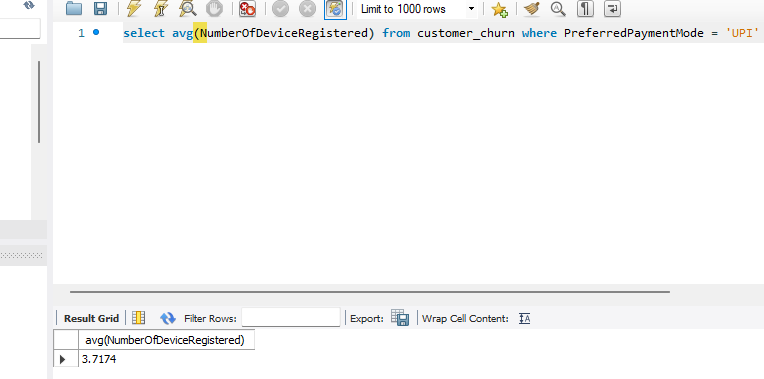 Limit to 1000 rows
1 select avg(NumberOfDeviceRegistered) from customer_churn where PreferredPaymentMode = 'UPI'
Result Grid Filter Rows: Export: Wrap Cell Content: IA
avg(NumberOfDeviceRegistered)
3.7174